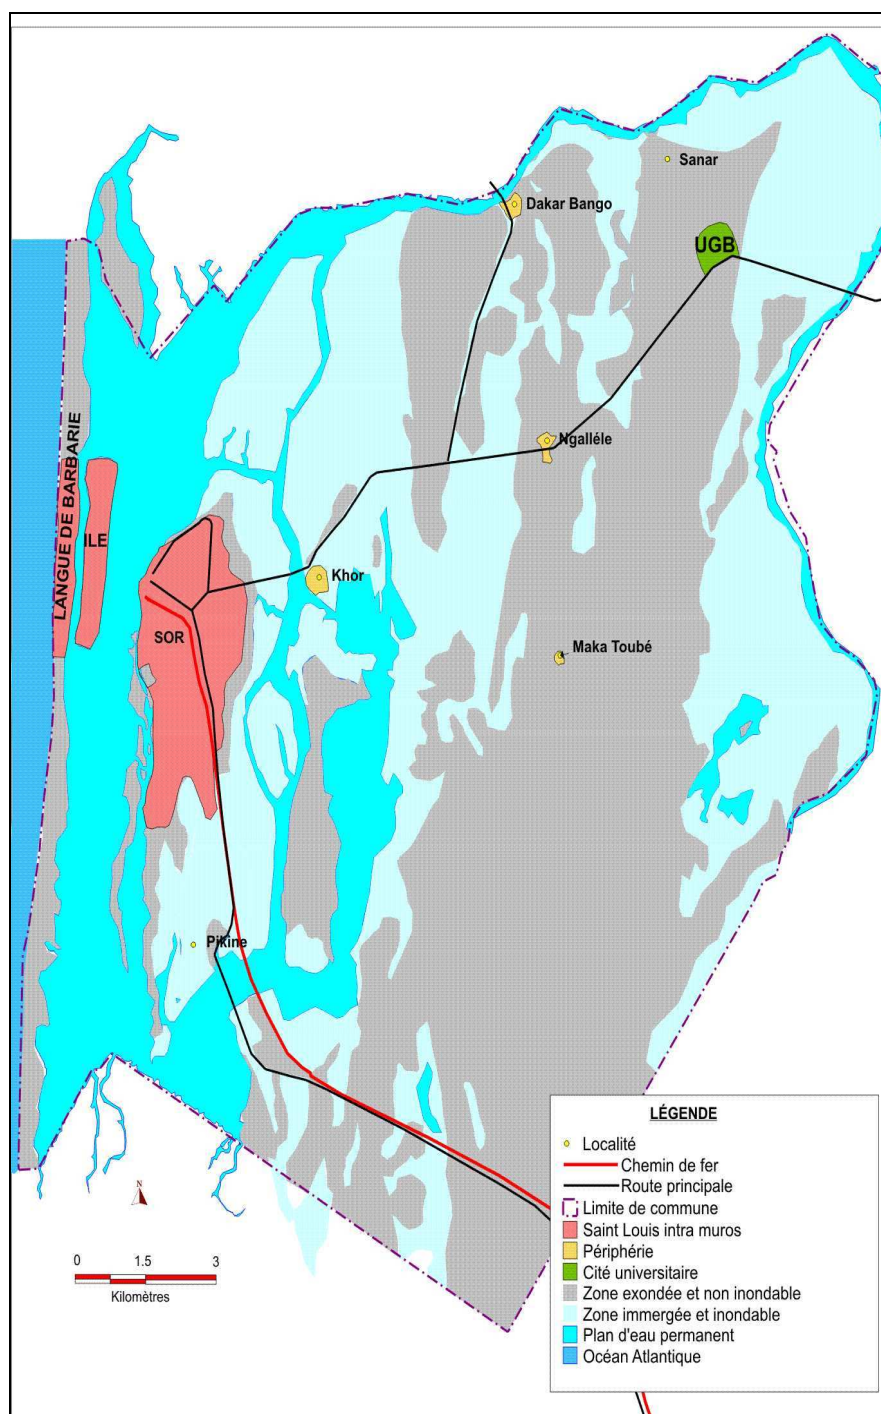 Sanar
Dakar Bango
UGB
Ngalléle
LANGUE DE BARBARIE
ILE
Khor
SOR
Maka Toubé
Pikine
N
0 1.5 3
Kilomètres
LÉGENDE
Localité
Chemin de fer
Route principale
Limite de commune
Saint Louis intra muros
Périphérie
Cité universitaire
Zone exondée et non inondable
Zone immergée et inondable
Plan d'eau permanent
Océan Atlantique